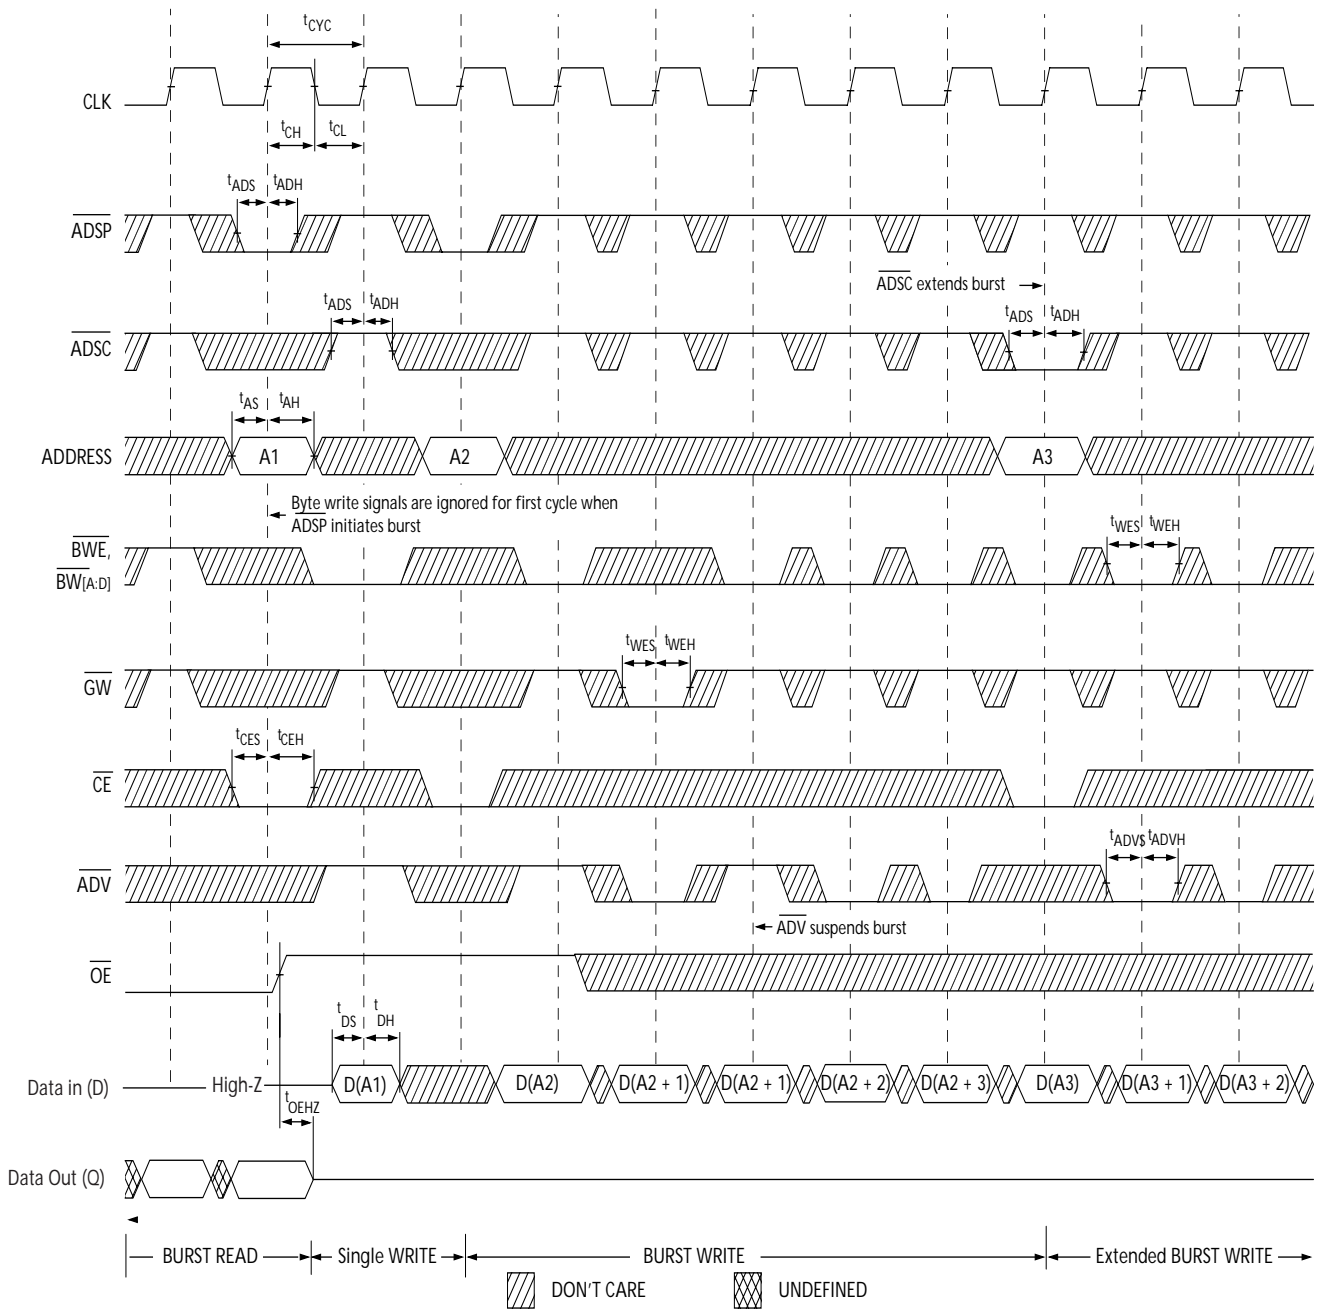 tCYC
CLK
tCH
tCL
tADS
tADH
ADSP
ADSC extends burst
tADS
tADH
tADS
tADH
ADSC
tAS
tAH
ADDRESS
A1
A2
A3
Byte write signals are ignored for first cycle when
ADSP initiates burst
tWES
tWEH
BWE,
BW[A:D]
tWES
tWEH
GW
tCES
tCEH
CE
tADVS
tADVH
ADV
ADV suspends burst
OE
tDS
tDH
Data in (D)
High-Z
D(A1)
D(A2)
D(A2 + 1)
D(A2 + 1)
D(A2 + 2)
D(A2 + 3)
D(A3)
D(A3 + 1)
D(A3 + 2)
tOEHZ
Data Out (Q)
BURST READ
Single WRITE
BURST WRITE
Extended BURST WRITE
DON'T CARE
UNDEFINED